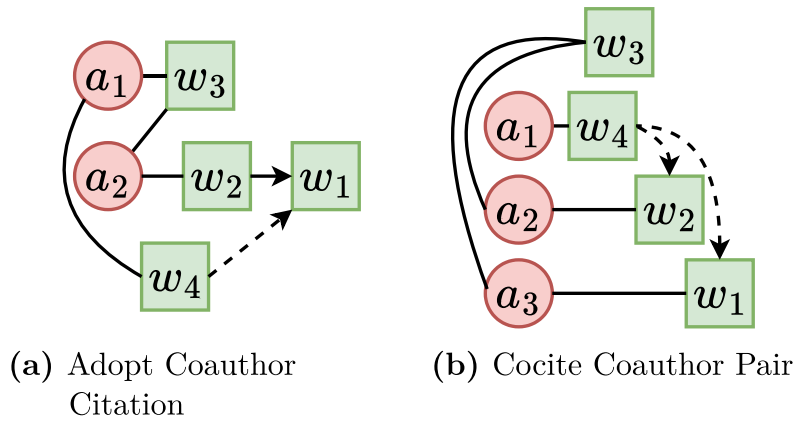 a1 w3
a2 w2 w1
w4
(a) Adopt Coauthor
Citation
w3
a1 w4
a2 w2
a3 w1
(b) Cocite Coauthor Pair